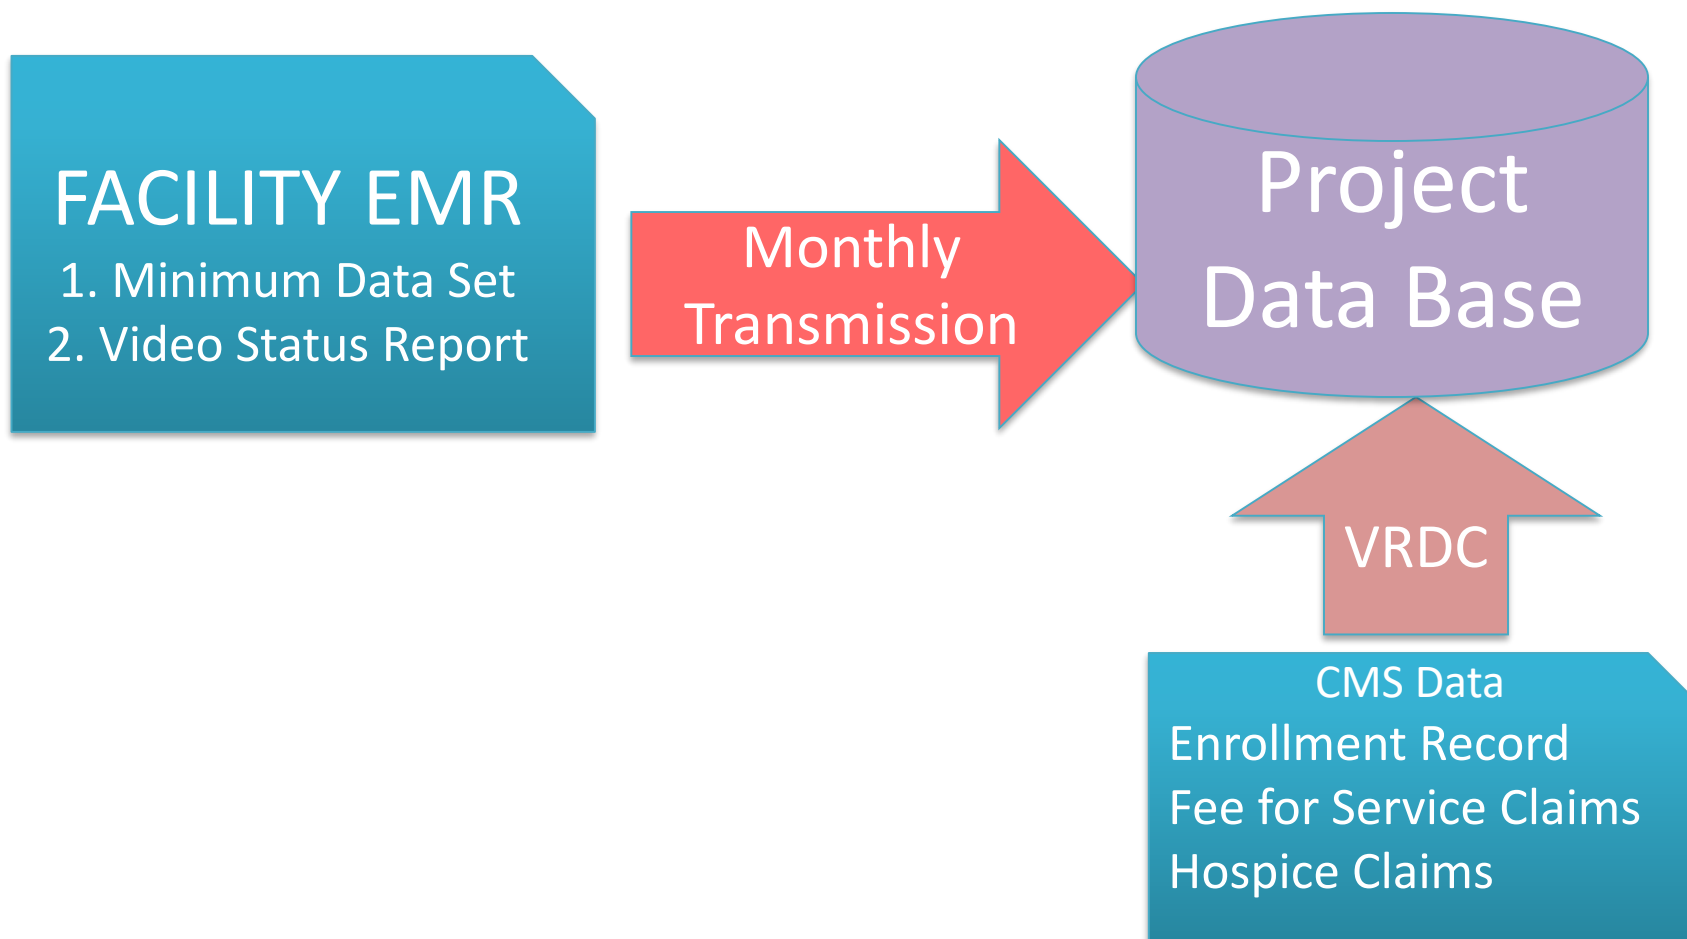 FACILITY EMR
1. Minimum Data Set
2. Video Status Report
Monthly
Transmission
Project
Data Base
VRDC
CMS Data
Enrollment Record
Fee for Service Claims
Hospice Claims